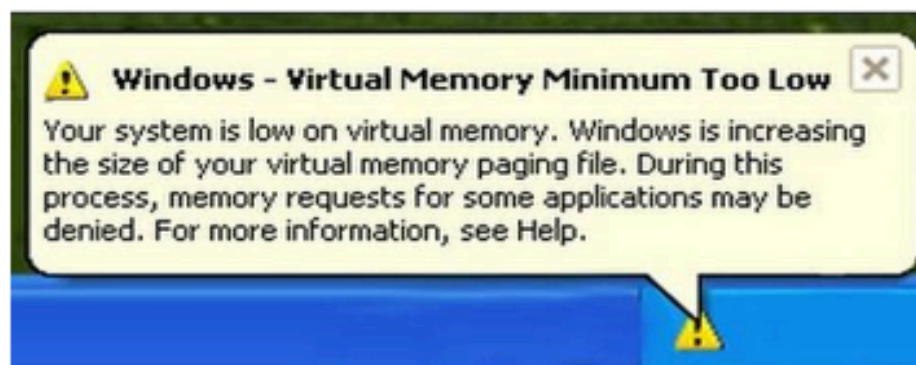 Windows - Virtual Memory Minimum Too Low
Your system is low on virtual memory. Windows is increasing
the size of your virtual memory paging file. During this
process, memory requests for some applications may be
denied. For more information, see Help.